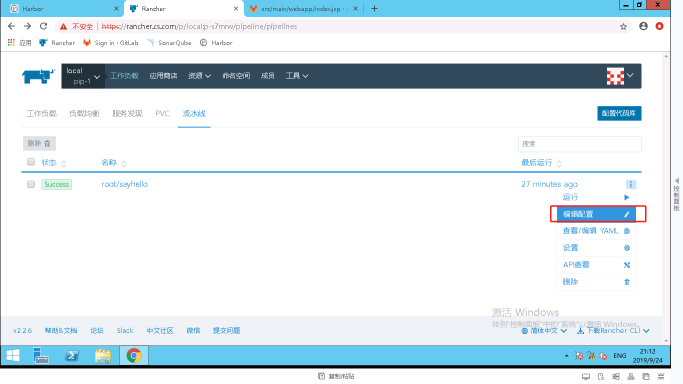 Harbor
Rancher
src/main/webapp/index.jsp
不安全
https://rancher.cs.com/p/local:p-s7mrw/pipeline/pipelines
应用
Rancher
Sign in · GitLab
SonarQube
Harbor
local
pip-1
工作负载
应用商店
资源
命名空间
成员
工具
工作负载
负载均衡
服务发现
PVC
流水线
配置代码库
删除
搜索
状态
名称
最后运行
Success
root/sayhello
27 minutes ago
运行
编辑配置
查看/编辑 YAML
设置
API查看
删除
控制面板
激活 Windows
转到"控制面板"中的"系统"以激活 Windows。
v2.2.6
帮助&文档
论坛
Slack
中文社区
微信
提交问题
简体中文
下载Rancher CLI
ENG
21:12
2019/9/24
复制粘贴